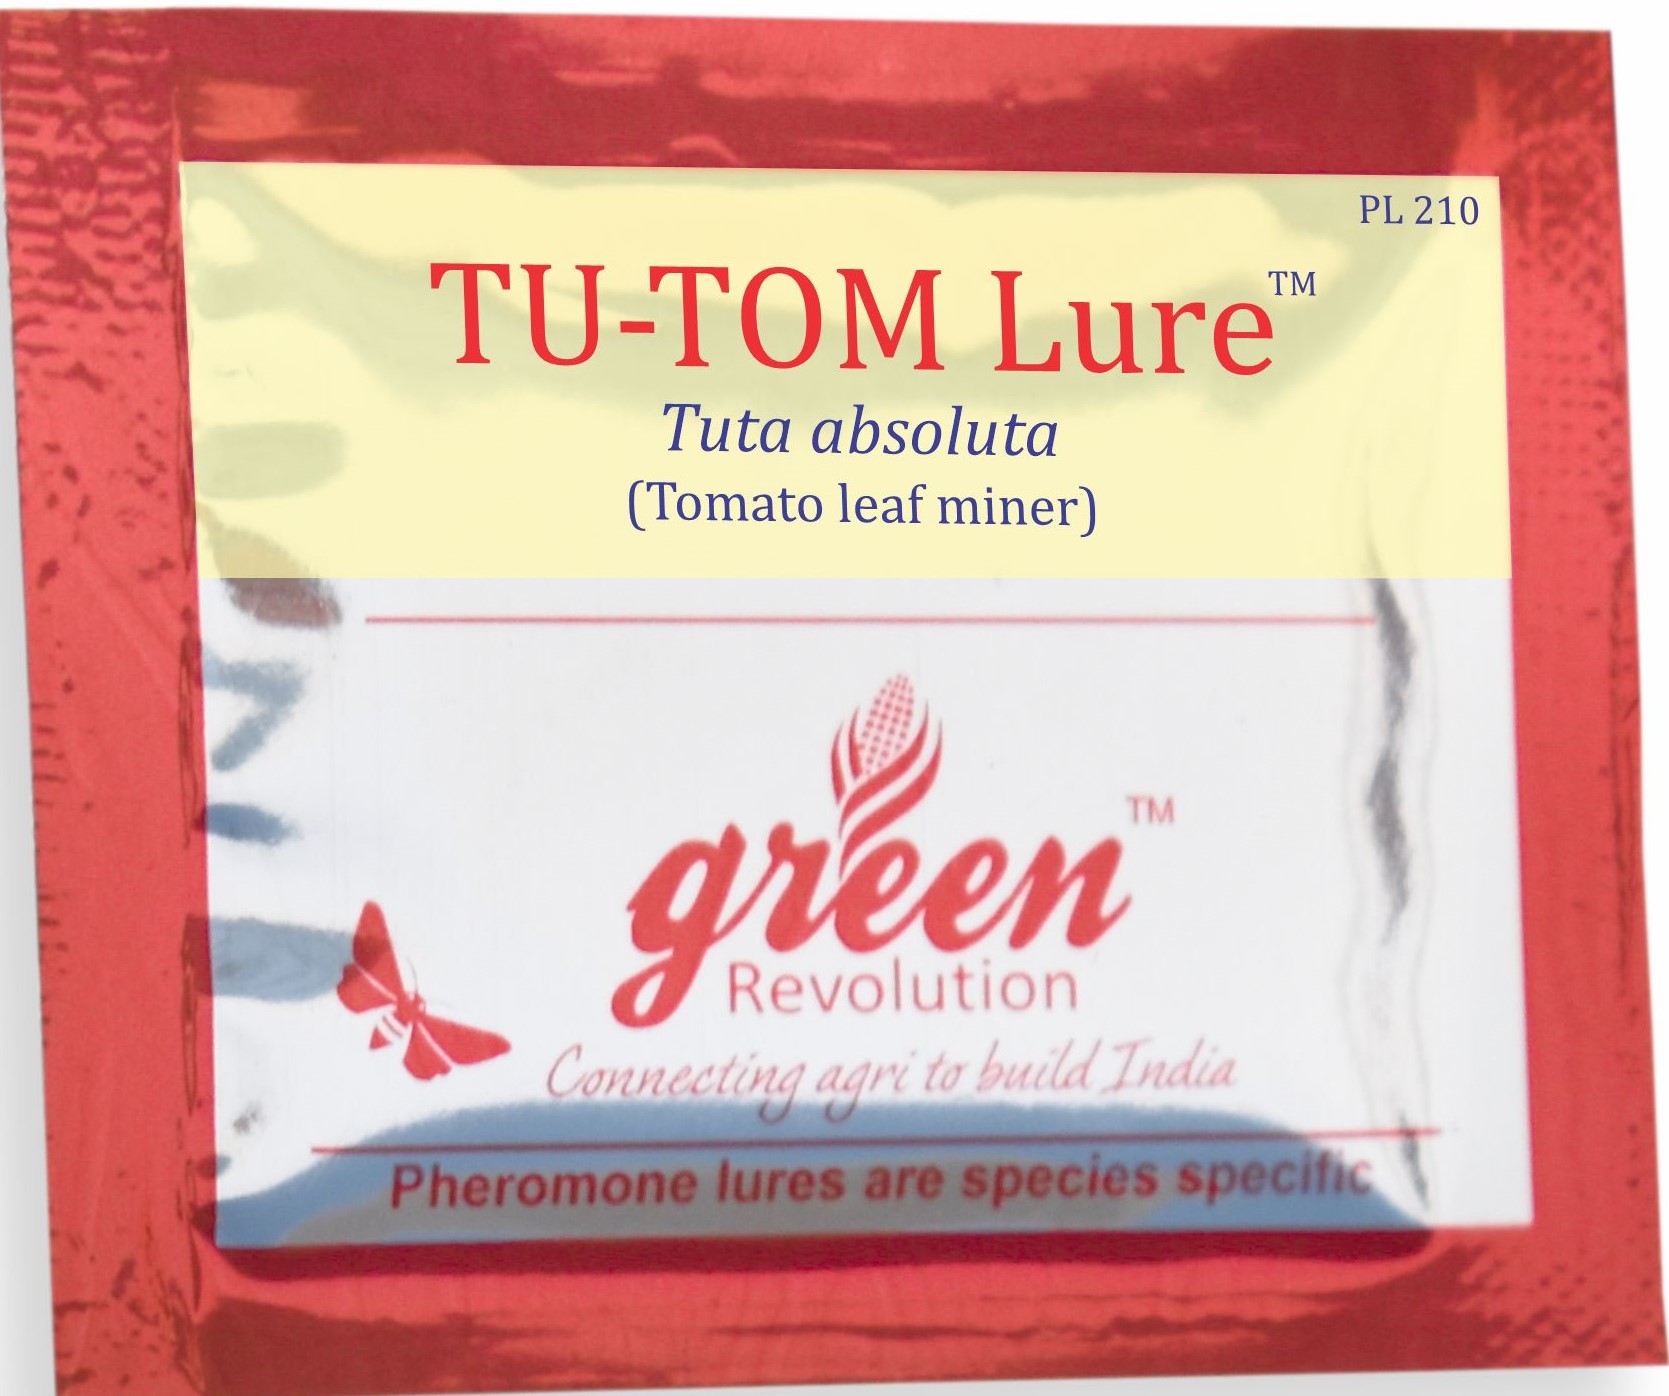 PL 210
TU-TOM Lure™
Tuta absoluta
(Tomato leaf miner)
green™
Revolution
Connecting agri to build India
Pheromone lures are species specific